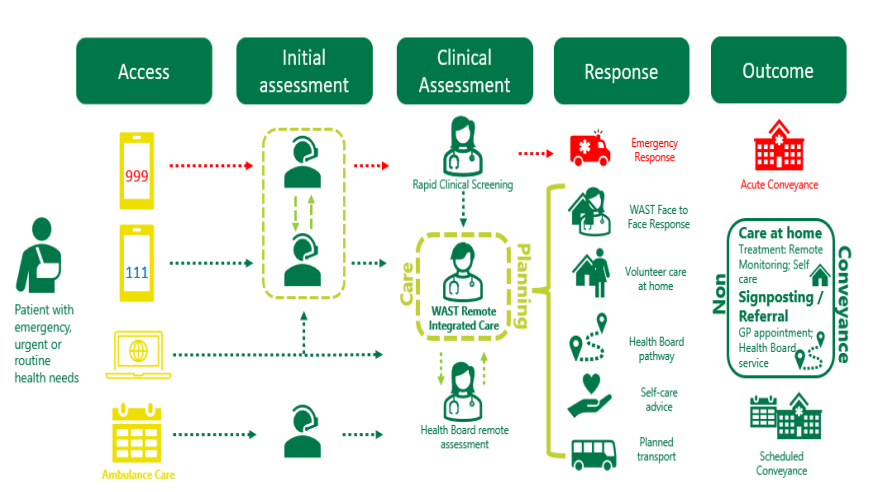 Access
Initial
assessment
Clinical
Assessment
Response
Outcome
999
111
Patient with
emergency,
urgent or
routine
health needs
Ambulance Care
Rapid Clinical Screening
Care
Planning
WAST Remote
Integrated Care
Health Board remote
assessment
Emergency
Response
WAST Face to
Face Response
Volunteer care
at home
Health Board
pathway
Self-care
advice
Planned
transport
Acute Conveyance
Non
Conveyance
Care at home
Treatment: Remote
Monitoring; Self
care
Signposting /
Referral
GP appointment;
Health Board
service
Scheduled
Conveyance